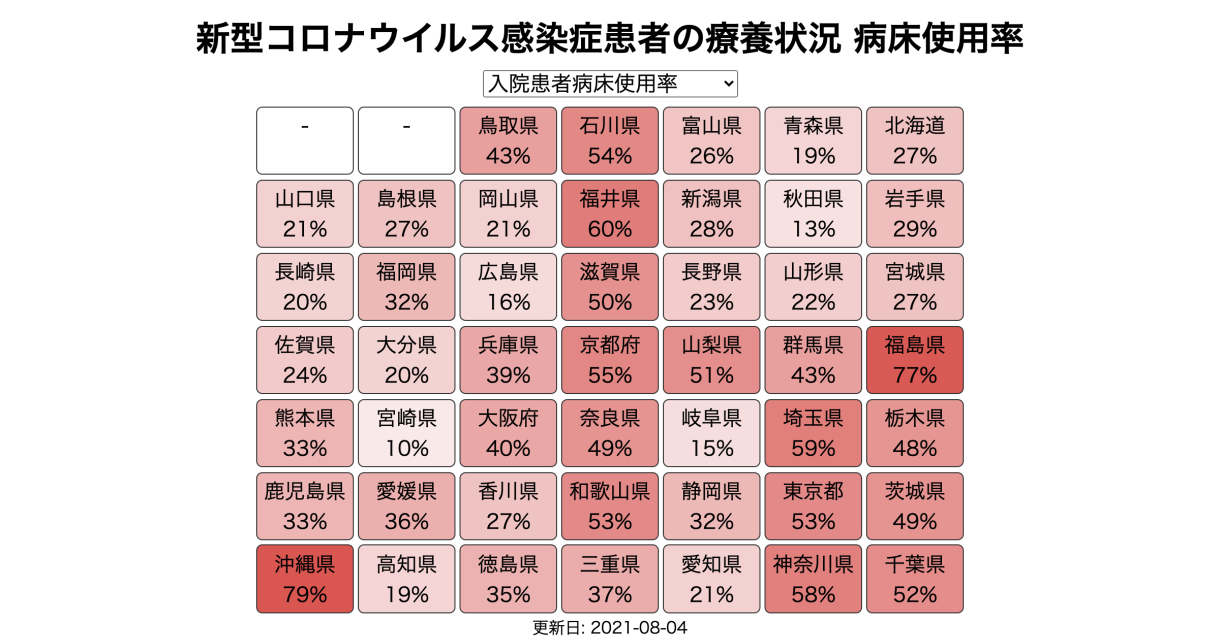 新型コロナウイルス感染症患者の療養状況 病床使用率
入院患者病床使用率
- - 鳥取県 石川県 富山県 青森県 北海道
43% 54% 26% 19% 27%
山口県 島根県 岡山県 福井県 新潟県 秋田県 岩手県
21% 27% 21% 60% 28% 13% 29%
長崎県 福岡県 広島県 滋賀県 長野県 山形県 宮城県
20% 32% 16% 50% 23% 22% 27%
佐賀県 大分県 兵庫県 京都府 山梨県 群馬県 福島県
24% 20% 39% 55% 51% 43% 77%
熊本県 宮崎県 大阪府 奈良県 岐阜県 埼玉県 栃木県
33% 10% 40% 49% 15% 59% 48%
鹿児島県 愛媛県 香川県 和歌山県 静岡県 東京都 茨城県
33% 36% 27% 53% 32% 53% 49%
沖縄県 高知県 徳島県 三重県 愛知県 神奈川県 千葉県
79% 19% 35% 37% 21% 58% 52%
更新日: 2021-08-04